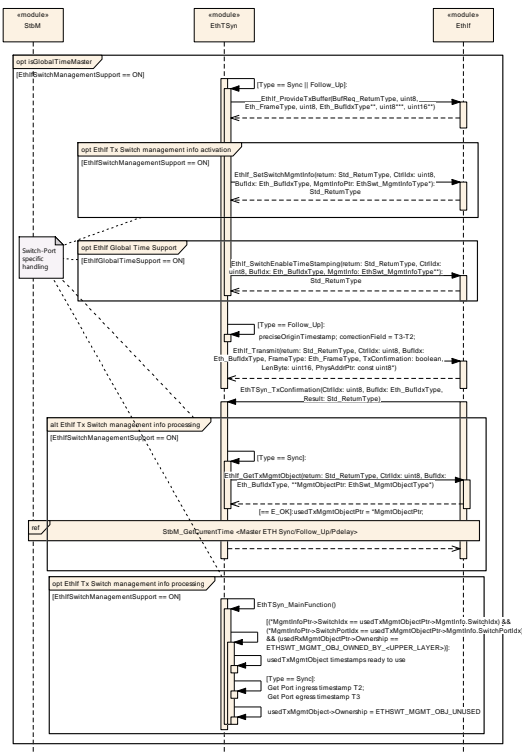 «module»
StbM
«module»
EthTSyn
«module»
EthIf
opt isGlobalTimeMaster
[EthIfSwitchManagementSupport == ON]
[Type == Sync || Follow_Up]:
EthIf_ProvideTxBuffer(BufReq_ReturnType, uint8,
Eth_FrameType, uint8, EthIdxType**, uint8***, uint16**)
opt EthIf Tx Switch management info activation
[EthIfSwitchManagementSupport == ON]
EthIf_SetSwitchMgmtInfo(return: Std_ReturnType, CtrlIdx: uint8,
"BufIdx: Eth_BufIdxType, MgmtInfoPtr: EthSwt_MgmtInfoType"):
Std_ReturnType
Switch-Port
specific
handling
opt EthIf Global Time Support
[EthIfGlobalTimeSupport == ON]
EthIf_SwitchEnableTimeStamping(return: Std_ReturnType, CtrlIdx:
uint8, BufIdx: Eth_BufIdxType, MgmtInfo: EthSwt_MgmtInfoType**):
Std_ReturnType
[Type == Follow_Up]:
preciseOriginTimestamp; correctionField = T3-T2;
EthIf_Transmit(return: Std_ReturnType, CtrlIdx: uint8, BufIdx:
Eth_BufIdxType, FrameType: Eth_FrameType, TxConfirmation: boolean,
LenByte: uint16, PhysAddrPtr: const uint8*)
EthTSyn_TxConfirmation(CtrlIdx: uint8, BufIdx: Eth_BufIdxType,
Result: Std_ReturnType)
alt EthIf Tx Switch management info processing
[EthIfSwitchManagementSupport == ON]
[Type == Sync]:
EthIf_GetTxMgmtObject(return: Std_ReturnType, CtrlIdx: uint8, BufIdx:
Eth_BufIdxType, **MgmtObjectPtr: EthSwt_MgmtObjectType*)
[== E_OK]:usedTxMgmtObjectPtr = *MgmtObjectPtr;
ref
StbM_GetCurrentTime <Master ETH Sync/Follow_Up/Pdelay>
opt EthIf Tx Switch management info processing
[EthIfSwitchManagementSupport == ON]
EthTSyn_MainFunction()
[(*MgmtInfoPtr->SwitchIdx == usedTxMgmtObjectPtr->MgmtInfo.SwitchIdx) &&
(*MgmtInfoPtr->SwitchPortIdx == usedTxMgmtObjectPtr->MgmtInfo.SwitchPortIdx)
&& (usedRxMgmtObjectPtr->Ownership ==
ETHSWT_MGMT_OBJ_OWNED_BY_<UPPER_LAYER>)]:
usedTxMgmtObject timestamps ready to use
[Type == Sync]:
Get Port ingress timestamp T2;
Get Port egress timestamp T3
usedTxMgmtObject->Ownership = ETHSWT_MGMT_OBJ_UNUSED